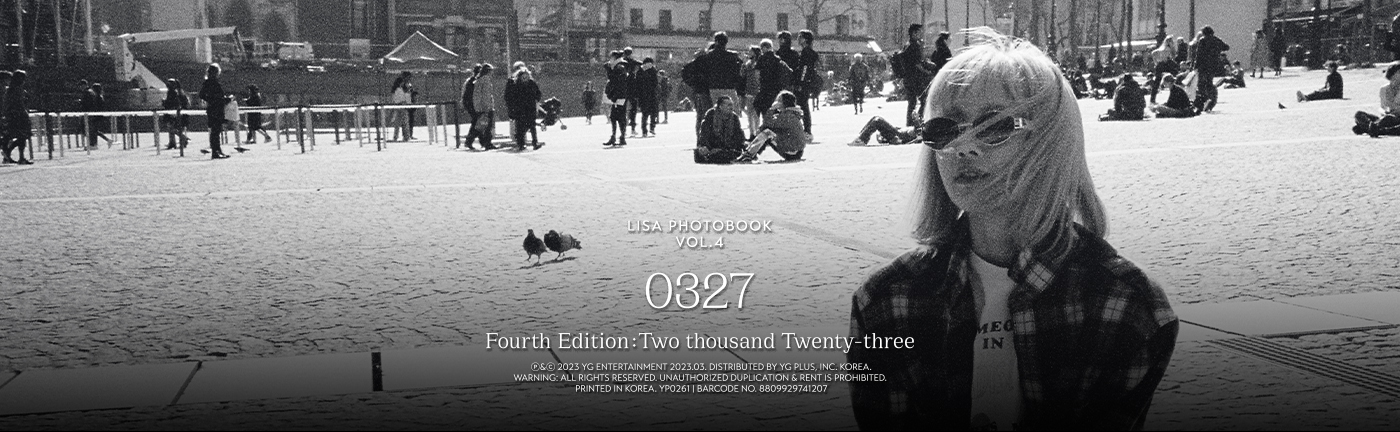 LISA PHOTOBOOK
VOL.4
0327
Fourth Edition:Two thousand Twenty-three
Ⓟ&ⓒ 2023 YG ENTERTAINMENT 2023.03. DISTRIBUTED BY YG PLUS, INC. KOREA.
WARNING: ALL RIGHTS RESERVED. UNAUTHORIZED DUPLICATION & RENT IS PROHIBITED.
PRINTED IN KOREA. YP0261 | BARCODE NO. 8809929741207
IN